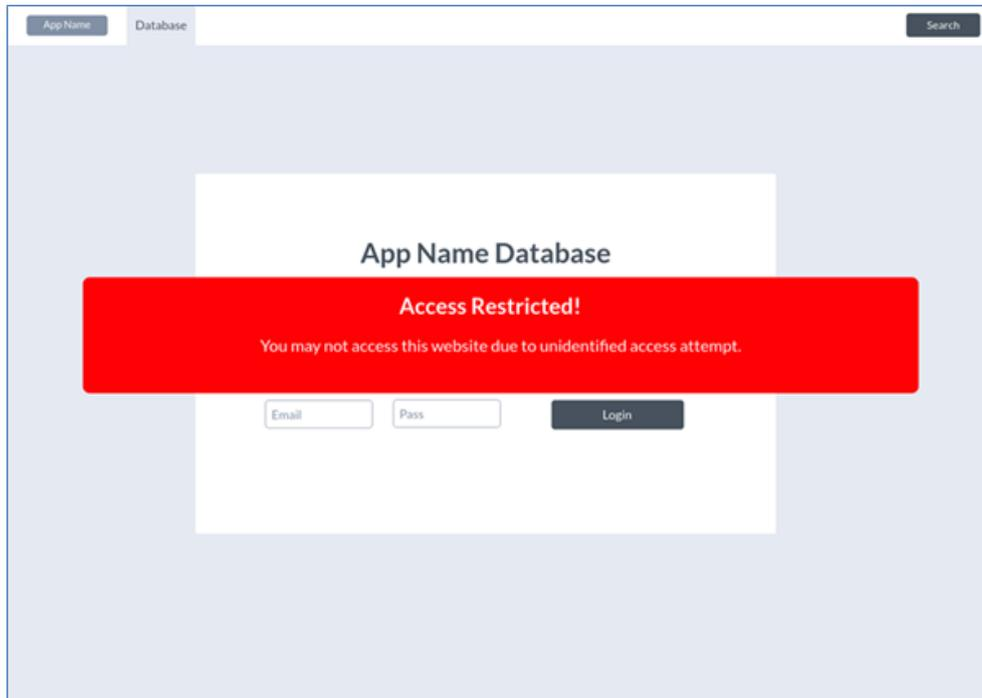 App Name Database Search
App Name Database
Access Restricted!
You may not access this website due to unidentified access attempt.
Email Pass Login